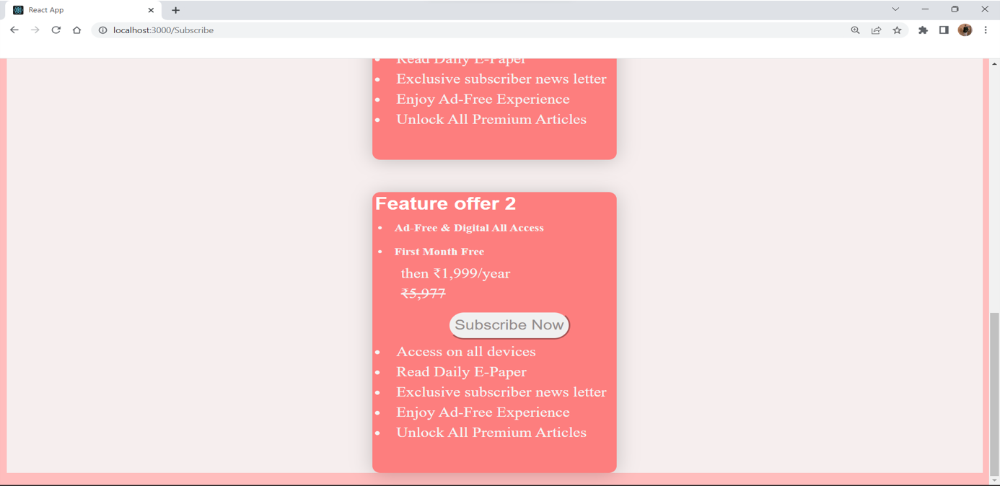 React App
localhost:3000/Subscribe
Read Daily E-Paper
Exclusive subscriber news letter
Enjoy Ad-Free Experience
Unlock All Premium Articles
Feature offer 2
Ad-Free & Digital All Access
First Month Free
then ₹1,999/year
₹5,977
Subscribe Now
Access on all devices
Read Daily E-Paper
Exclusive subscriber news letter
Enjoy Ad-Free Experience
Unlock All Premium Articles